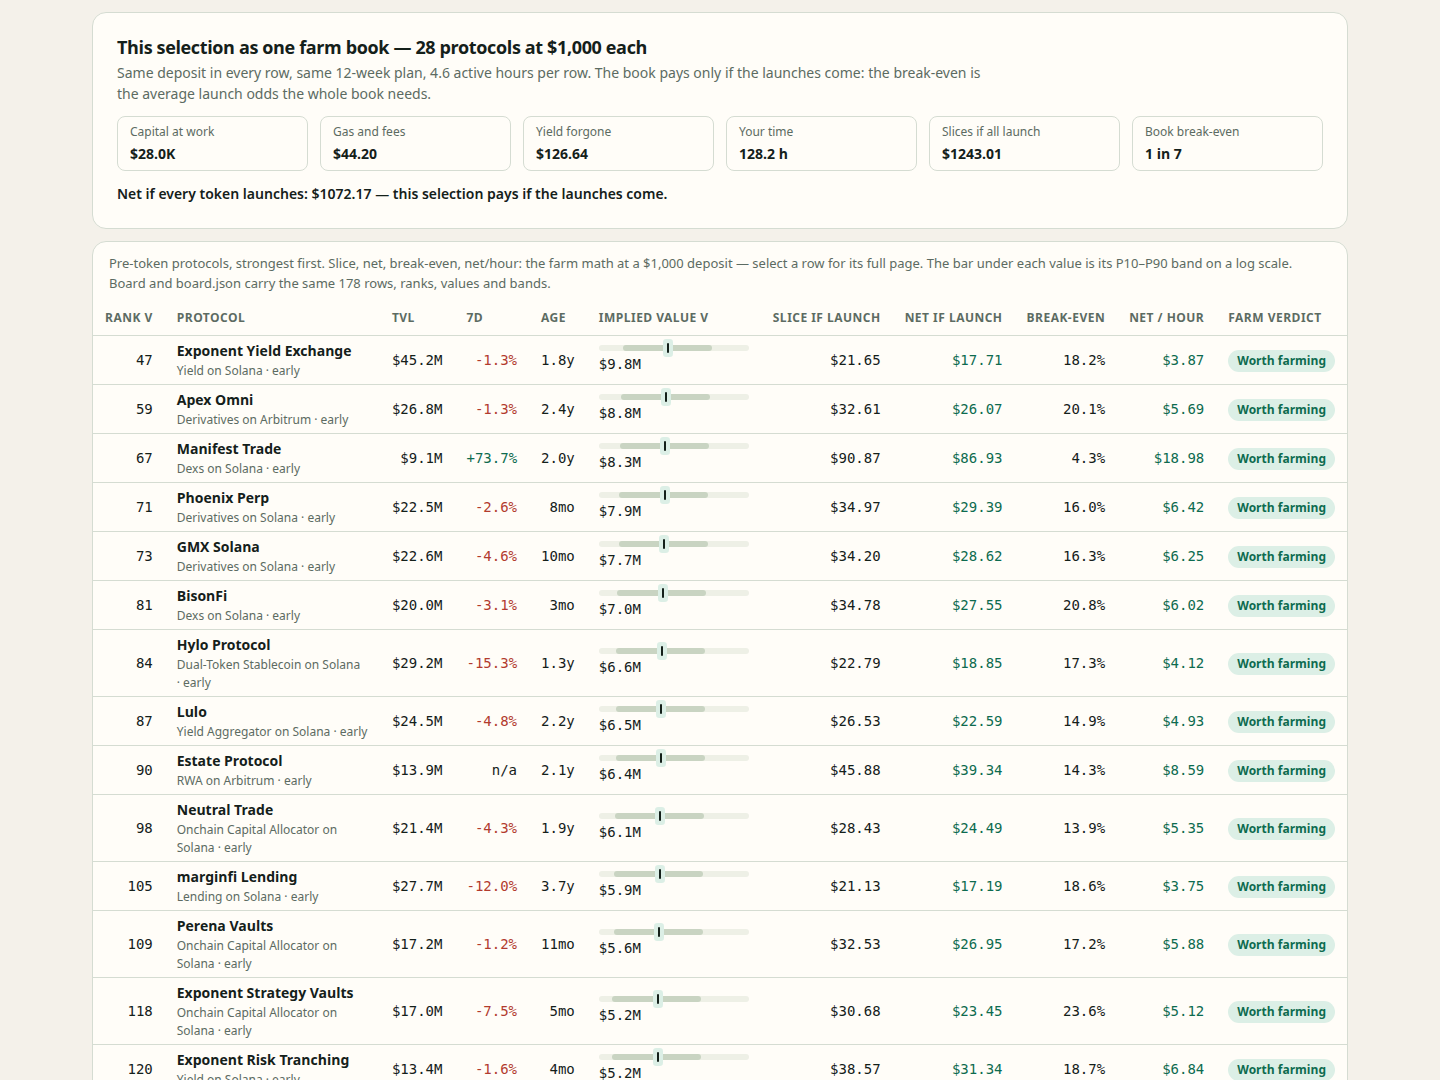 This selection as one farm book — 28 protocols at $1,000 each
Same deposit in every row, same 12-week plan, 4.6 active hours per row. The book pays only if the launches come: the break-even is
the average launch odds the whole book needs.
Capital at work
$28.0K
Gas and fees
$44.20
Yield forgone
$126.64
Your time
128.2 h
Slices if all launch
$1243.01
Book break-even
1 in 7
Net if every token launches: $1072.17 — this selection pays if the launches come.
Pre-token protocols, strongest first. Slice, net, break-even, net/hour: the farm math at a $1,000 deposit — select a row for its full page. The bar under each value is its P10–P90 band on a log scale.
Board and board.json carry the same 178 rows, ranks, values and bands.
RANK V PROTOCOL TVL 7D AGE IMPLIED VALUE V SLICE IF LAUNCH NET IF LAUNCH BREAK-EVEN NET / HOUR FARM VERDICT
47 Exponent Yield Exchange $45.2M -1.3% 1.8y $9.8M $21.65 $17.71 18.2% $3.87 Worth farming
Yield on Solana · early
59 Apex Omni $26.8M -1.3% 2.4y $8.8M $32.61 $26.07 20.1% $5.69 Worth farming
Derivatives on Arbitrum · early
67 Manifest Trade $9.1M +73.7% 2.0y $8.3M $90.87 $86.93 4.3% $18.98 Worth farming
Dexs on Solana · early
71 Phoenix Perp $22.5M -2.6% 8mo $7.9M $34.97 $29.39 16.0% $6.42 Worth farming
Derivatives on Solana · early
73 GMX Solana $22.6M -4.6% 10mo $7.7M $34.20 $28.62 16.3% $6.25 Worth farming
Derivatives on Solana · early
81 BisonFi $20.0M -3.1% 3mo $7.0M $34.78 $27.55 20.8% $6.02 Worth farming
Dexs on Solana · early
84 Hylo Protocol $29.2M -15.3% 1.3y $6.6M $22.79 $18.85 17.3% $4.12 Worth farming
Dual-Token Stablecoin on Solana
· early
87 Lulo $24.5M -4.8% 2.2y $6.5M $26.53 $22.59 14.9% $4.93 Worth farming
Yield Aggregator on Solana · early
90 Estate Protocol $13.9M n/a 2.1y $6.4M $45.88 $39.34 14.3% $8.59 Worth farming
RWA on Arbitrum · early
98 Neutral Trade $21.4M -4.3% 1.9y $6.1M $28.43 $24.49 13.9% $5.35 Worth farming
Onchain Capital Allocator on
Solana · early
105 marginfi Lending $27.7M -12.0% 3.7y $5.9M $21.13 $17.19 18.6% $3.75 Worth farming
Lending on Solana · early
109 Perena Vaults $17.2M -1.2% 11mo $5.6M $32.53 $26.95 17.2% $5.88 Worth farming
Onchain Capital Allocator on
Solana · early
118 Exponent Strategy Vaults $17.0M -7.5% 5mo $5.2M $30.68 $23.45 23.6% $5.12 Worth farming
Onchain Capital Allocator on
Solana · early
120 Exponent Risk Tranching $13.4M -1.6% 4mo $5.2M $38.57 $31.34 18.7% $6.84 Worth farming
Yield on Solana · early